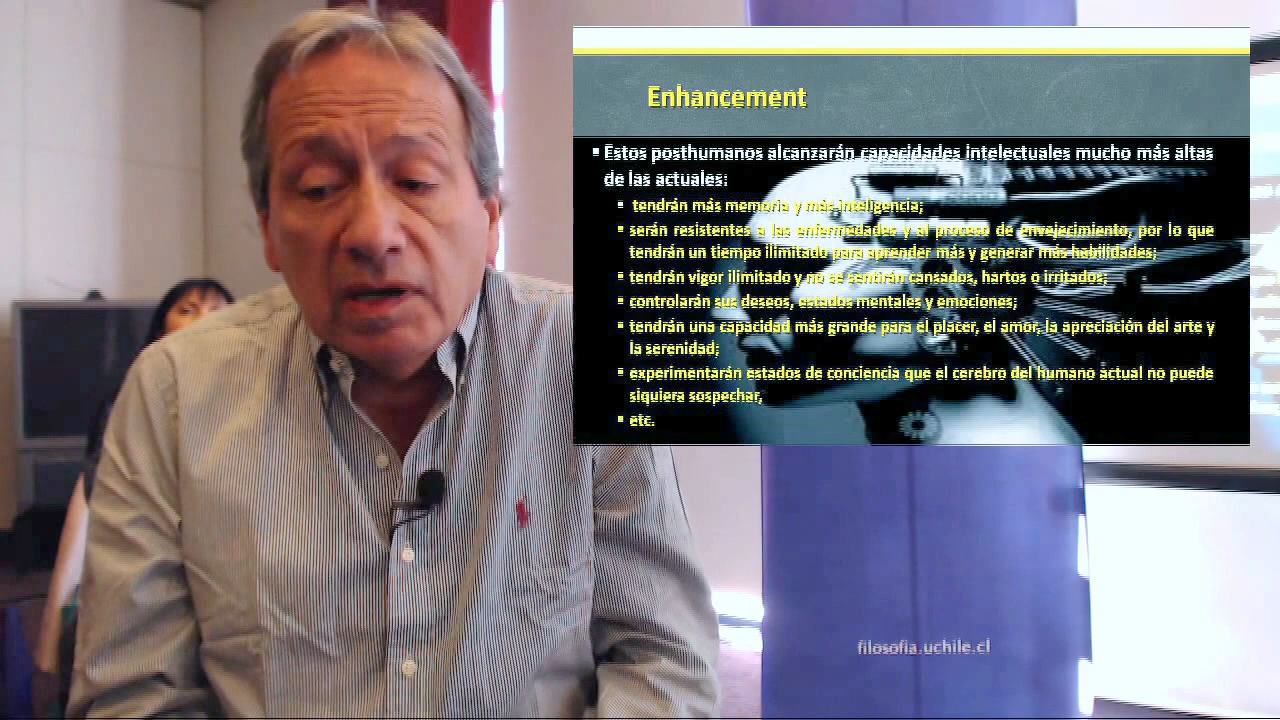 Enhancement
▪ Estos posthumanos alcanzarán capacidades intelectuales mucho más altas
de las actuales:
▪ tendrán más memoria y más inteligencia;
▪ serán resistentes a las enfermedades y al proceso de envejecimiento, por lo que
tendrán un tiempo ilimitado para aprender más y generar más habilidades;
▪ tendrán vigor ilimitado y no se sentirán cansados, hartos o irritados;
▪ controlarán sus deseos, estados mentales y emociones;
▪ tendrán una capacidad más grande para el placer, el amor, la apreciación del arte y
la serenidad;
▪ experimentarán estados de conciencia que el cerebro del humano actual no puede
siquiera sospechar,
▪ etc.
filosofia.uchile.cl